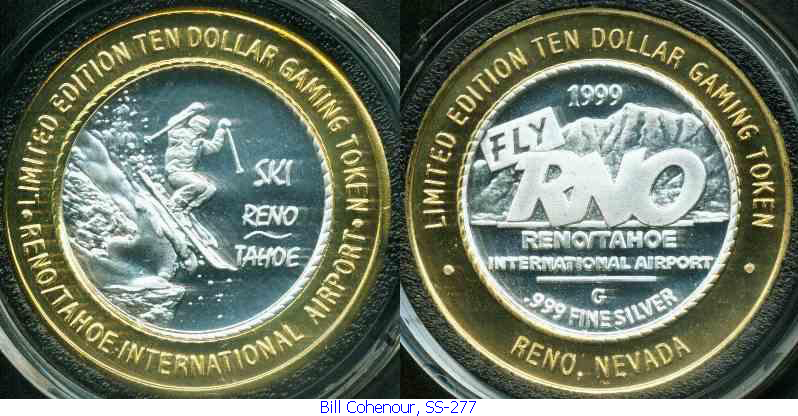 LIMITED EDITION TEN DOLLAR GAMING TOKEN
SKI
RENO
TAHOE
RENO/TAHOE INTERNATIONAL AIRPORT
LIMITED EDITION TEN DOLLAR GAMING TOKEN
1999
FLY
RNO
RENO/TAHOE
INTERNATIONAL AIRPORT
G
.999 FINE SILVER
RENO, NEVADA
Bill Cohenour, SS-277